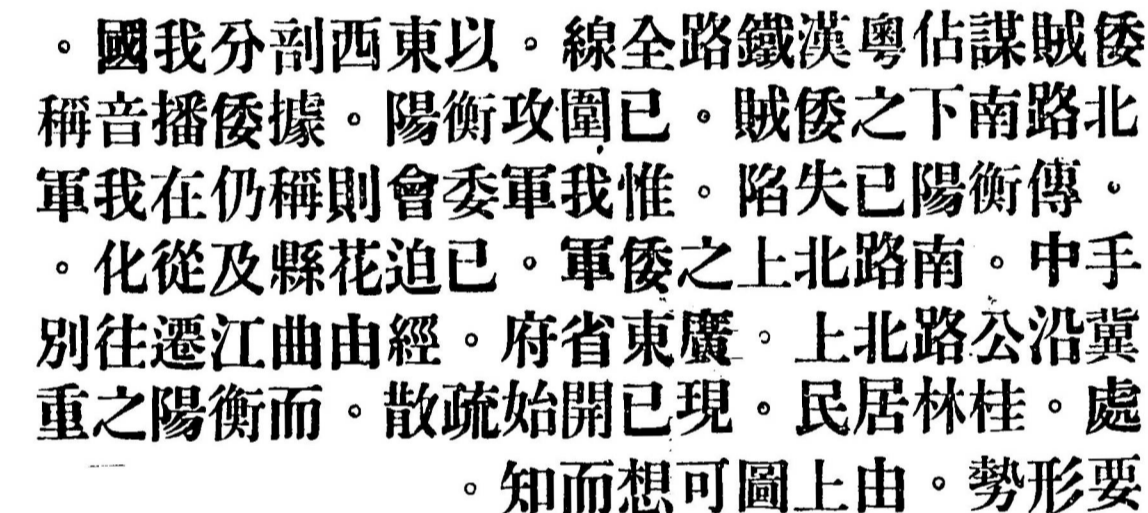 倭賊謀佔粵漢鐵路全線。以東西剖分我國。
北路南下之倭賊。已圍攻衡陽。據倭播音稱
。傳衡陽已失陷。惟我軍委會則稱仍在我軍
手中。南路北上之倭軍。已迫花縣及從化。
冀沿公路北上。廣東省府。經由曲江遷往別
處。桂林居民。現已開始疏散。而衡陽之重
要形勢。由上圖可想而知。